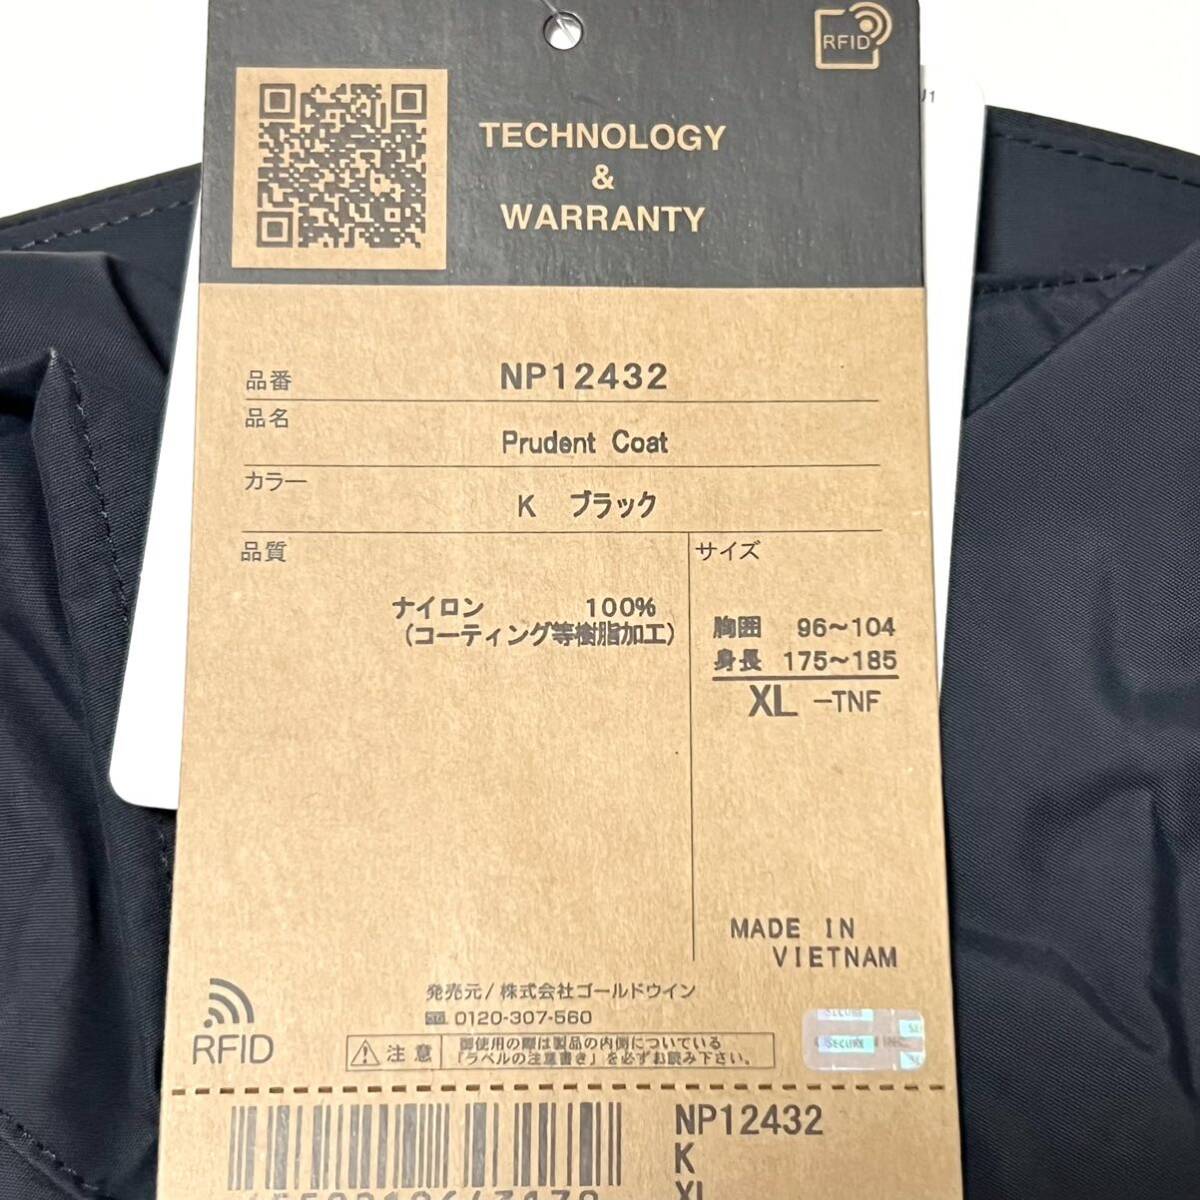 RFID
J1
TECHNOLOGY
&
WARRANTY
品番 NP12432
品名
Prudent Coat
カラー
K ブラック
品質
サイズ
ナイロン 100%
(コーティング等樹脂加工)
胸囲 96~104
身長 175~185
XL -TNF
MADE IN
VIETNAM
発売元/株式会社ゴールドウイン
0120-307-560
RFID
注意
御使用の際は製品の内側についている
「ラベルの注意書き」を必ずお読み下さい。
SECURE
SECURE
NP12432
K
XL